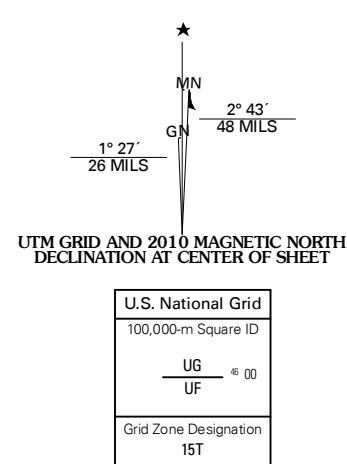 ★
MN
2° 43´
48 MILS
GN
1° 27´
26 MILS
UTM GRID AND 2010 MAGNETIC NORTH
DECLINATION AT CENTER OF SHEET
U.S. National Grid
100,000-m Square ID
UG
46 00
UF
Grid Zone Designation
15T